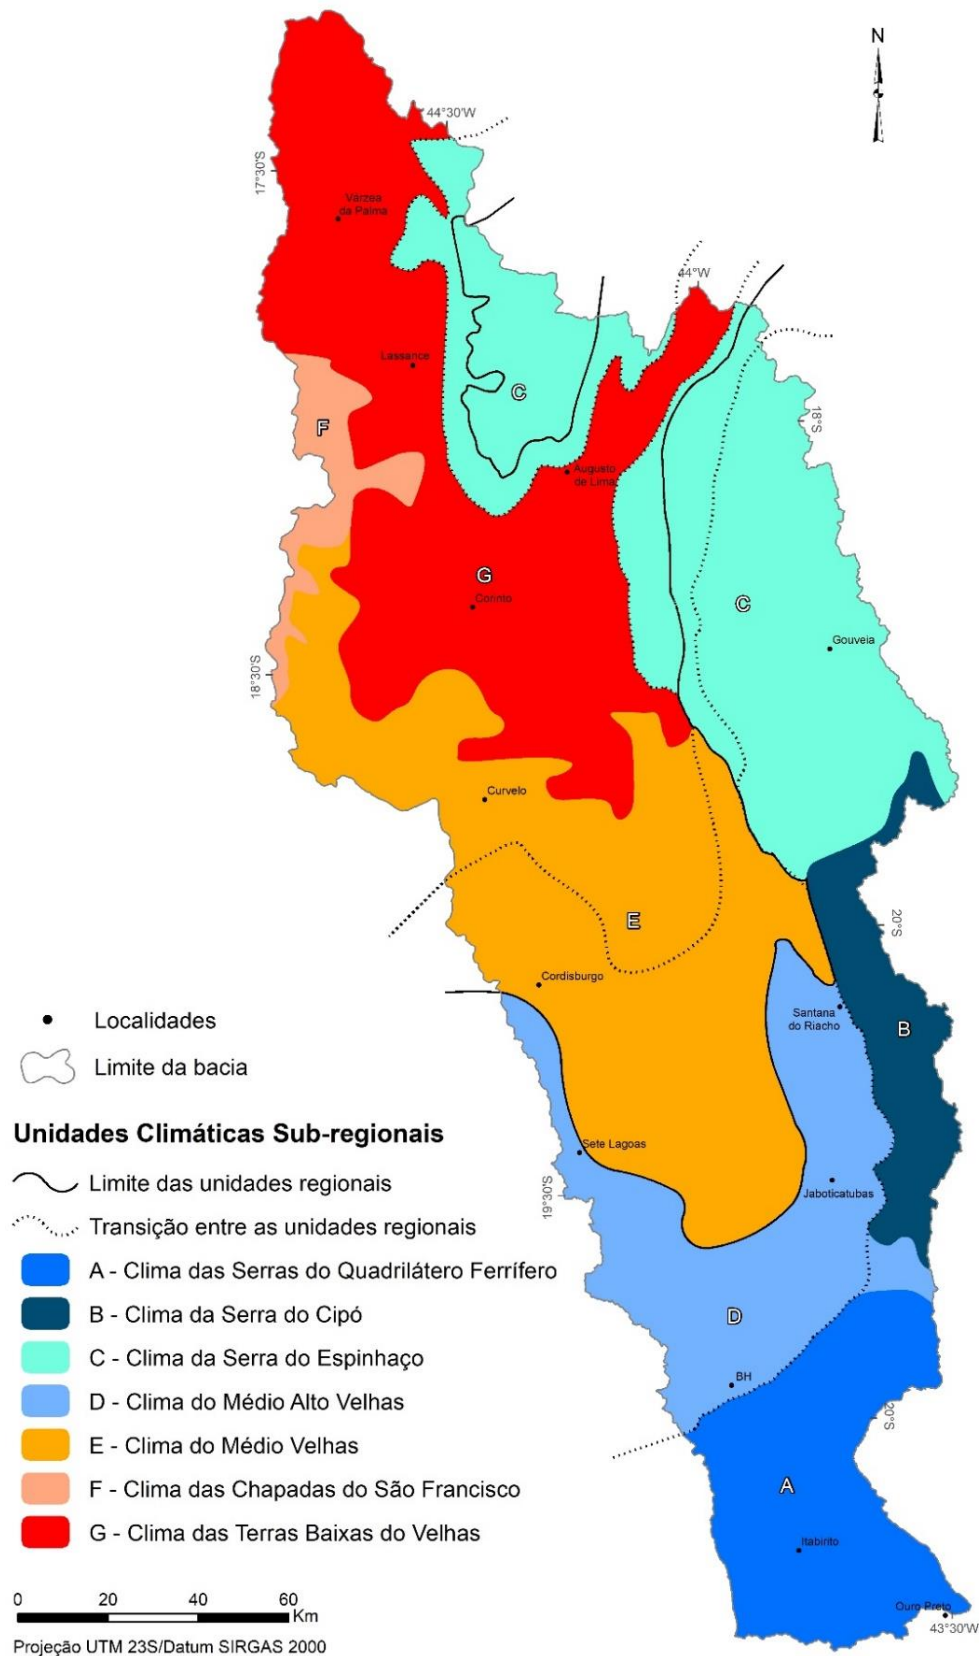 N
44°30'W
17°30'S
Várzea
da Palma
44°W
Lassance
C
18°S
F
Augusto
de Lima
G
Corinto
C
Gouveia
18°30'S
Curvelo
E
20°S
Cordisburgo
Santana
do Riacho
B
Localidades
Limite da bacia
Unidades Climáticas Sub-regionais
Sete Lagoas
Limite das unidades regionais
Jaboticatubas
19°30'S
Transição entre as unidades regionais
A - Clima das Serras do Quadrilátero Ferrífero
B - Clima da Serra do Cipó
D
C - Clima da Serra do Espinhaço
BH
D - Clima do Médio Alto Velhas
20°S
E - Clima do Médio Velhas
F - Clima das Chapadas do São Francisco
A
G - Clima das Terras Baixas do Velhas
Itabirito
0 20 40 60
Km
Ouro Preto
43°30'W
Projeção UTM 23S/Datum SIRGAS 2000